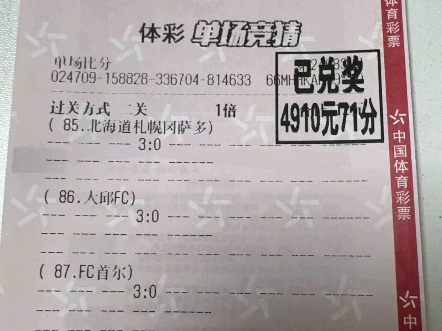 体彩 单场竞猜
单场比分
024709-158828-336704-814633
已兑奖
4910元71分
过关方式 二关 1倍
(85.北海道札幌冈萨多)
--- --- --- 3:0 --- --- --- ---
--- --- --- --- ---
(86.大邱FC)
--- --- --- 3:0 --- --- --- ---
--- --- --- --- ---
(87.FC首尔)
--- --- --- 3:0 --- --- --- ---
中国体育彩票
体育彩票
中